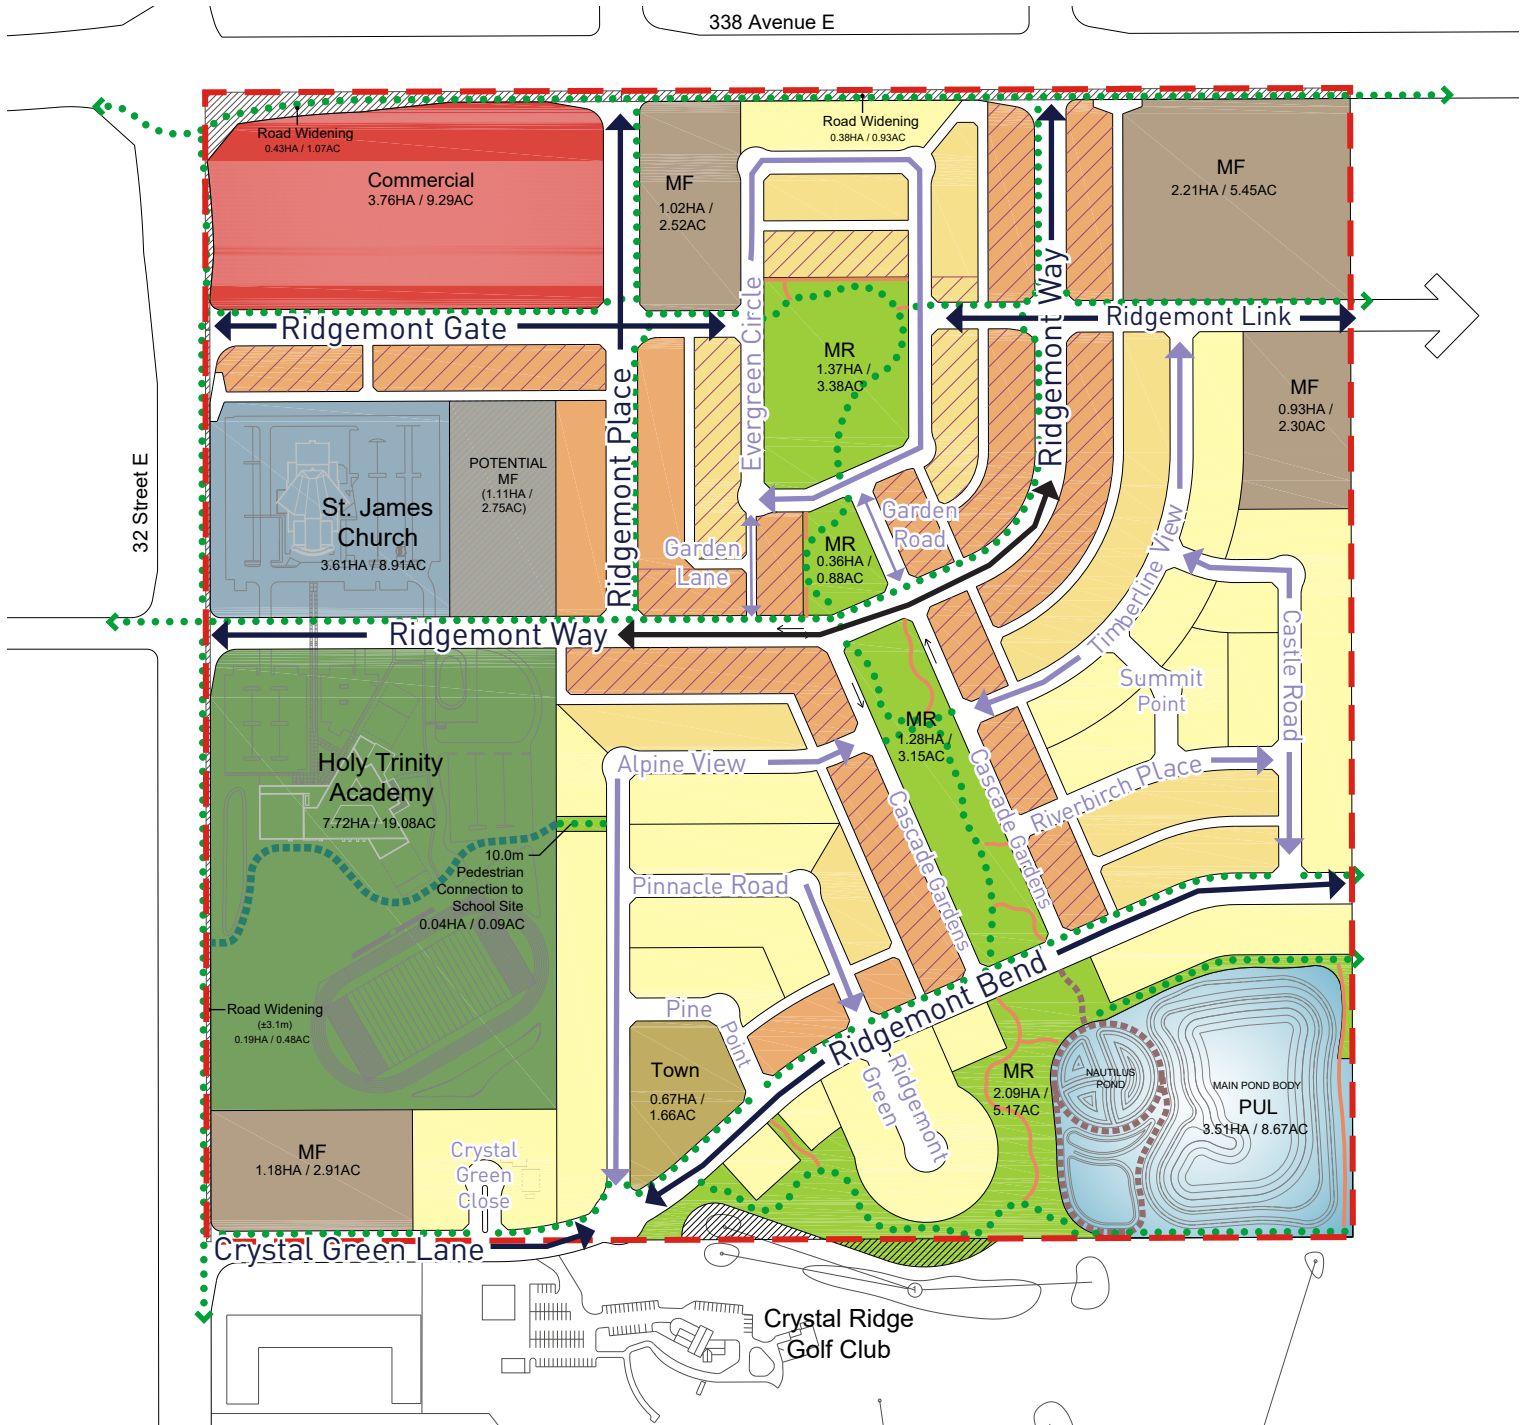 338 Avenue E
Road Widening
0.43HA / 1.07AC
Road Widening
0.38HA / 0.93AC
Commercial
3.76HA / 9.29AC
MF
1.02HA /
2.52AC
MF
2.21HA / 5.45AC
Ridgemont Gate
Ridgemont Place
Evergreen Circle
Ridgemont Way
Ridgemont Link
MR
1.37HA /
3.38AC
MF
0.93HA /
2.30AC
32 Street E
St. James
Church
3.61HA / 8.91AC
POTENTIAL
MF
(1.11HA /
2.75AC)
Garden
Lane
Garden
Road
MR
0.36HA /
0.88AC
Timberline View
Castle Road
Ridgemont Way
Summit
Point
MR
1.28HA /
3.15AC
Holy Trinity
Academy
7.72HA / 19.08AC
Alpine View
Cascade Gardens
Cascade Gardens
Riverbirch Place
10.0m
Pedestrian
Connection to
School Site
0.04HA / 0.09AC
Pinnacle Road
Ridgemont Bend
Road Widening
(±3.1m)
0.19HA / 0.48AC
Pine
Point
Town
0.67HA /
1.66AC
Ridgemont
Green
MR
2.09HA /
5.17AC
NAUTILUS
POND
MAIN POND BODY
PUL
3.51HA / 8.67AC
MF
1.18HA / 2.91AC
Crystal
Green
Close
Crystal Green Lane
Crystal Ridge
Golf Club